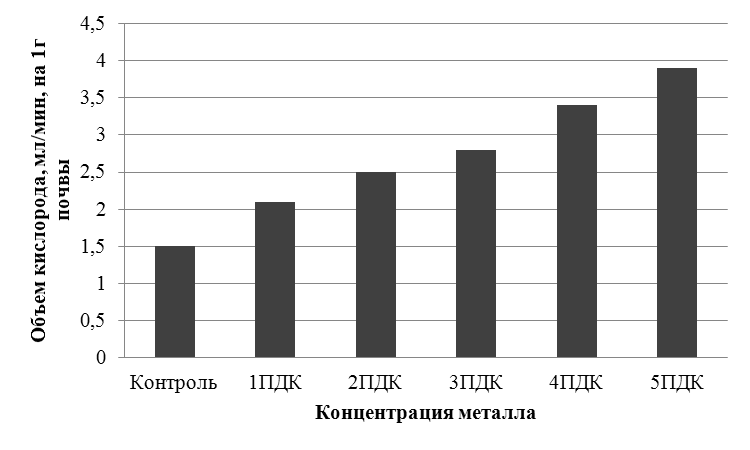 4,5
4
3,5
3
2,5
2
1,5
1
0,5
0
Объем кислорода, мл/мин, на 1г
почвы
Контроль 1ПДК 2ПДК 3ПДК 4ПДК 5ПДК
Концентрация металла